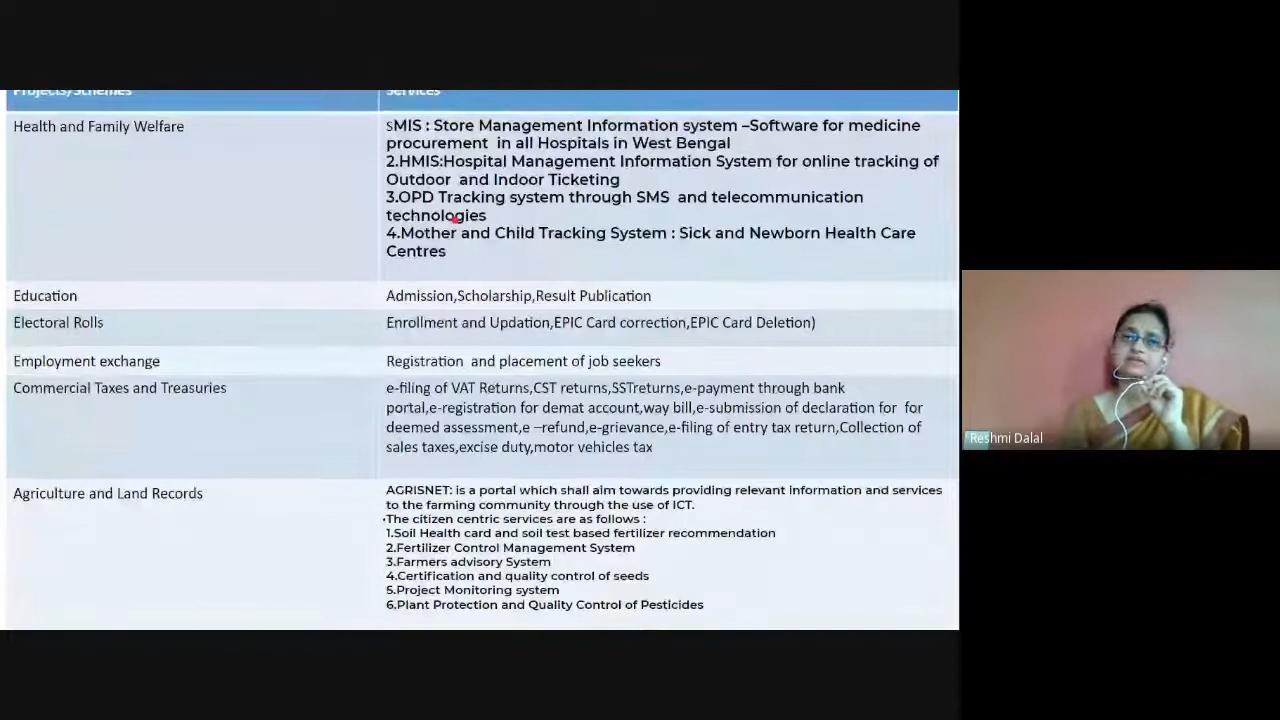 Projects/Schemes
Services
Health and Family Welfare
SMIS : Store Management Information system –Software for medicine
procurement in all Hospitals in West Bengal
2.HMIS:Hospital Management Information System for online tracking of
Outdoor and Indoor Ticketing
3.OPD Tracking system through SMS and telecommunication
technologies
4.Mother and Child Tracking System : Sick and Newborn Health Care
Centres
Education
Admission,Scholarship,Result Publication
Electoral Rolls
Enrollment and Updation,EPIC Card correction,EPIC Card Deletion)
Employment exchange
Registration and placement of job seekers
Commercial Taxes and Treasuries
e-filing of VAT Returns,CST returns,SSTreturns,e-payment through bank
portal,e-registration for demat account,way bill,e-submission of declaration for for
deemed assessment,e –refund,e-grievance,e-filing of entry tax return,Collection of
sales taxes,excise duty,motor vehicles tax
Agriculture and Land Records
AGRISNET: is a portal which shall aim towards providing relevant information and services
to the farming community through the use of ICT.
•The citizen centric services are as follows :
1.Soil Health card and soil test based fertilizer recommendation
2.Fertilizer Control Management System
3.Farmers advisory System
4.Certification and quality control of seeds
5.Project Monitoring system
6.Plant Protection and Quality Control of Pesticides
Reshmi Dalal